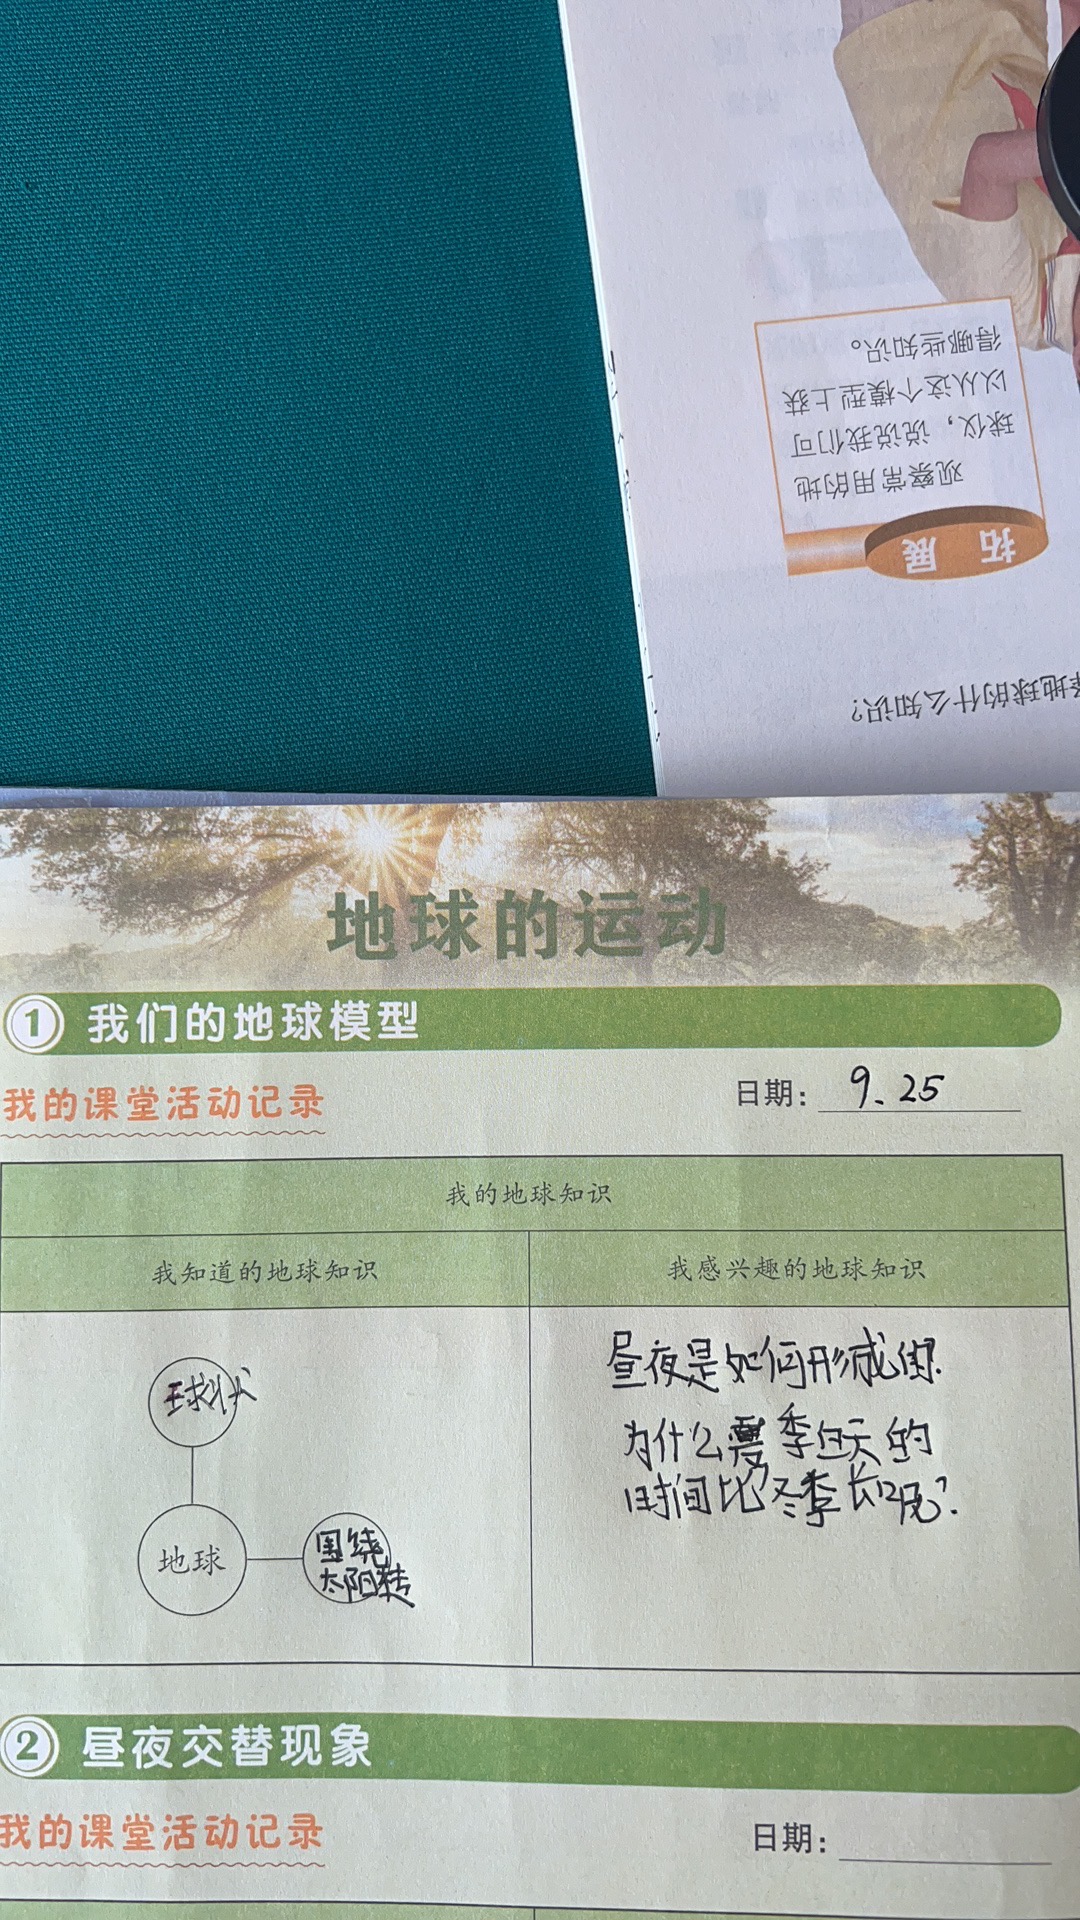 拓 展
观察常用的地
球仪，说说我们可
以从这个模型上获
得哪些知识。
地球的什么知识？
地球的运动
1 我们的地球模型
我的课堂活动记录
日期： 9.25
我的地球知识
我知道的地球知识
我感兴趣的地球知识
球状
地球
围绕
太阳转
昼夜是如何形成的?
为什么夏季白天的
时间比冬季长呢?
2 昼夜交替现象
我的课堂活动记录
日期：